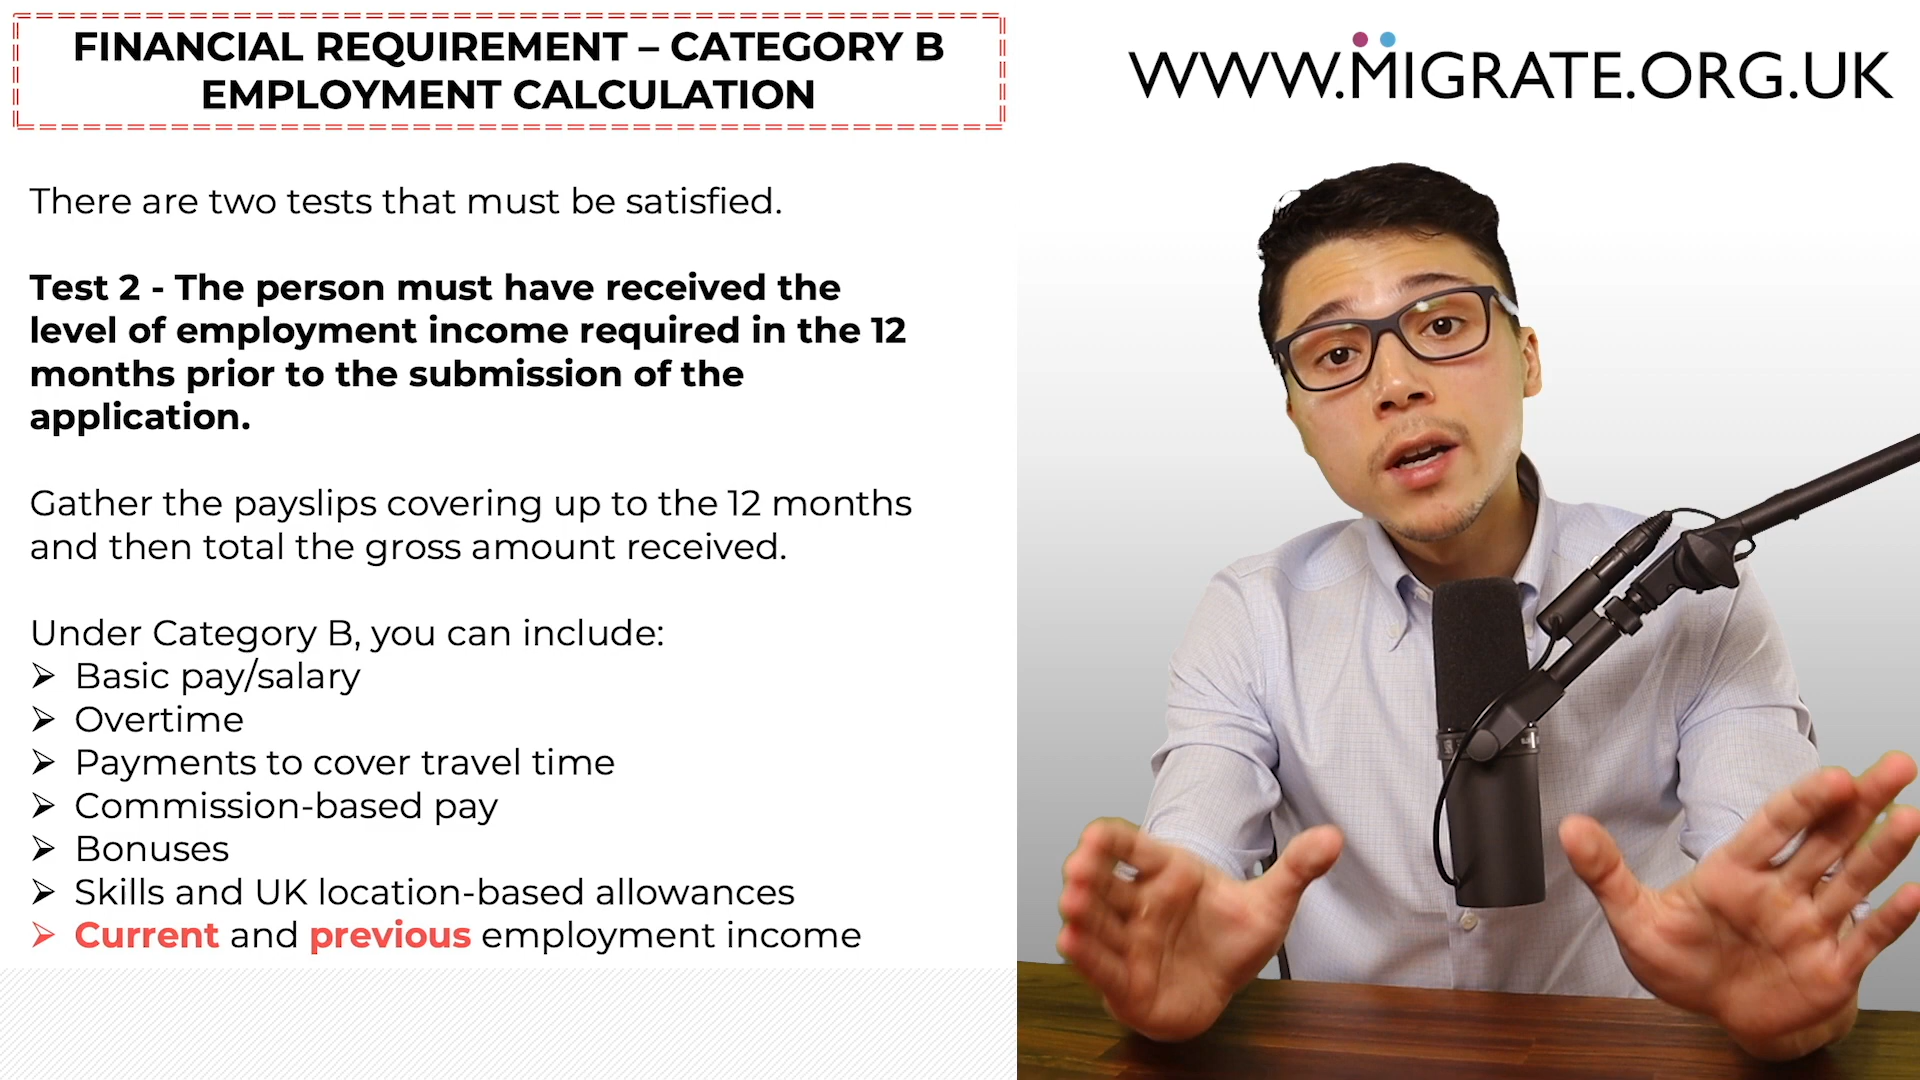 FINANCIAL REQUIREMENT – CATEGORY B
EMPLOYMENT CALCULATION
WWW.MIGRATE.ORG.UK
There are two tests that must be satisfied.
Test 2 - The person must have received the
level of employment income required in the 12
months prior to the submission of the
application.
Gather the payslips covering up to the 12 months
and then total the gross amount received.
Under Category B, you can include:
➢ Basic pay/salary
➢ Overtime
➢ Payments to cover travel time
➢ Commission-based pay
➢ Bonuses
➢ Skills and UK location-based allowances
➢ Current and previous employment income